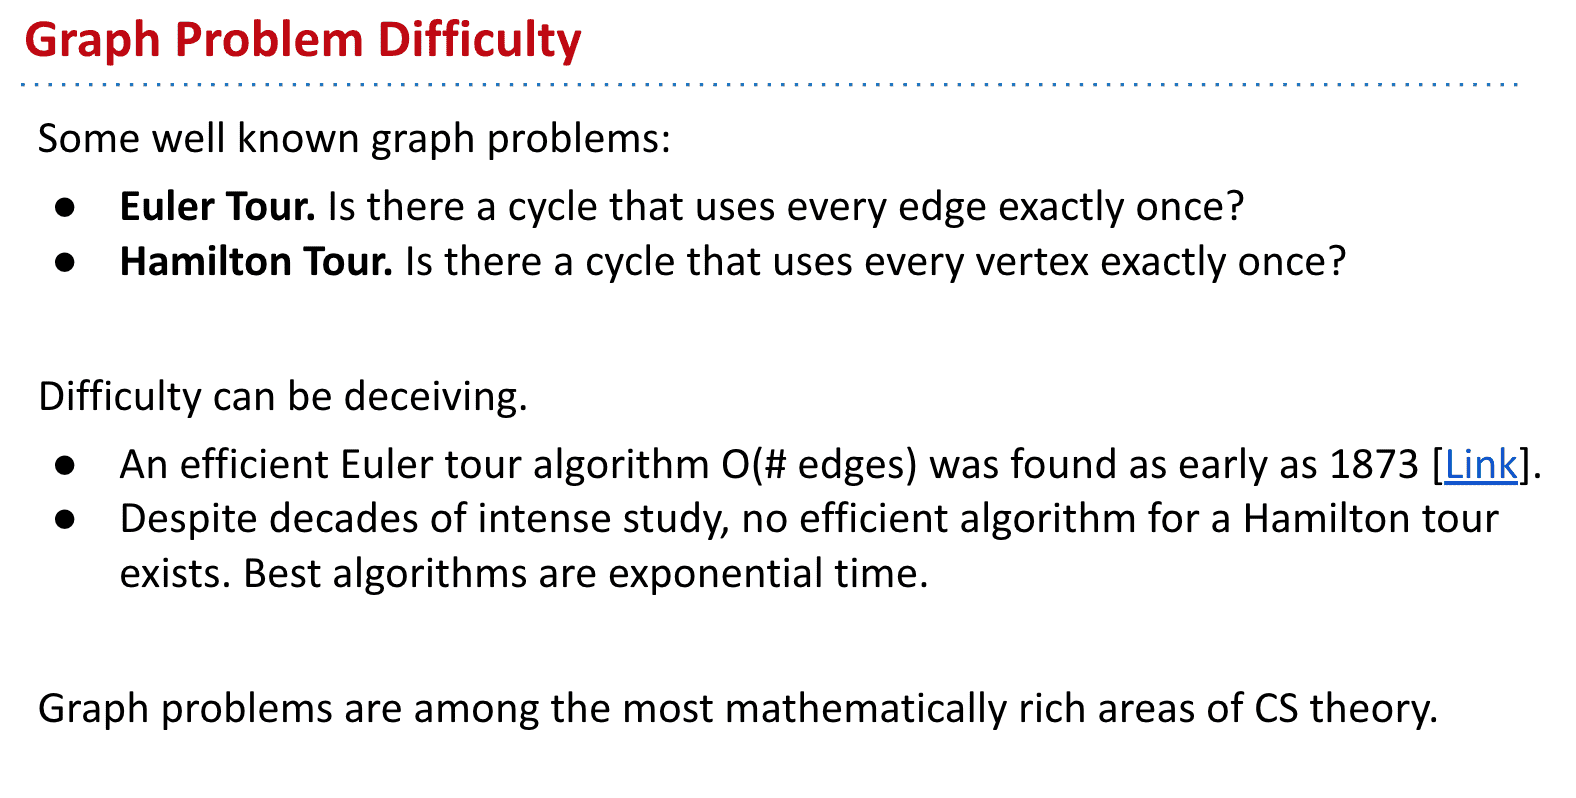 Graph Problem Difficulty
Some well known graph problems:
● Euler Tour. Is there a cycle that uses every edge exactly once?
● Hamilton Tour. Is there a cycle that uses every vertex exactly once?
Difficulty can be deceiving.
● An efficient Euler tour algorithm O(# edges) was found as early as 1873 [Link].
● Despite decades of intense study, no efficient algorithm for a Hamilton tour
exists. Best algorithms are exponential time.
Graph problems are among the most mathematically rich areas of CS theory.